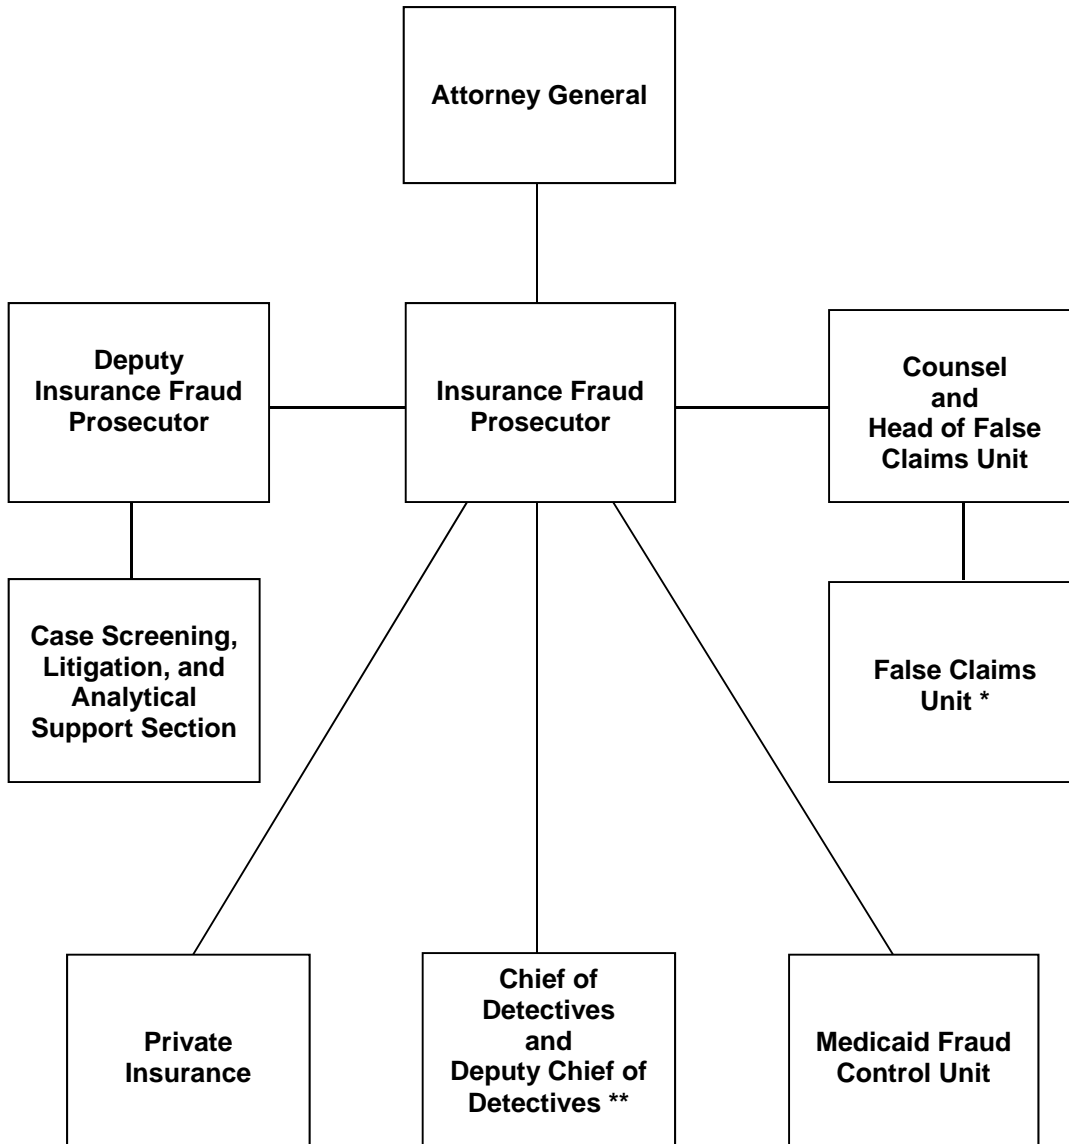 Attorney General
Deputy
Insurance Fraud
Prosecutor
Insurance Fraud
Prosecutor
Counsel
and
Head of False
Claims Unit
Case Screening,
Litigation, and
Analytical
Support Section
False Claims
Unit *
Private
Insurance
Chief of
Detectives
and
Deputy Chief of
Detectives **
Medicaid Fraud
Control Unit